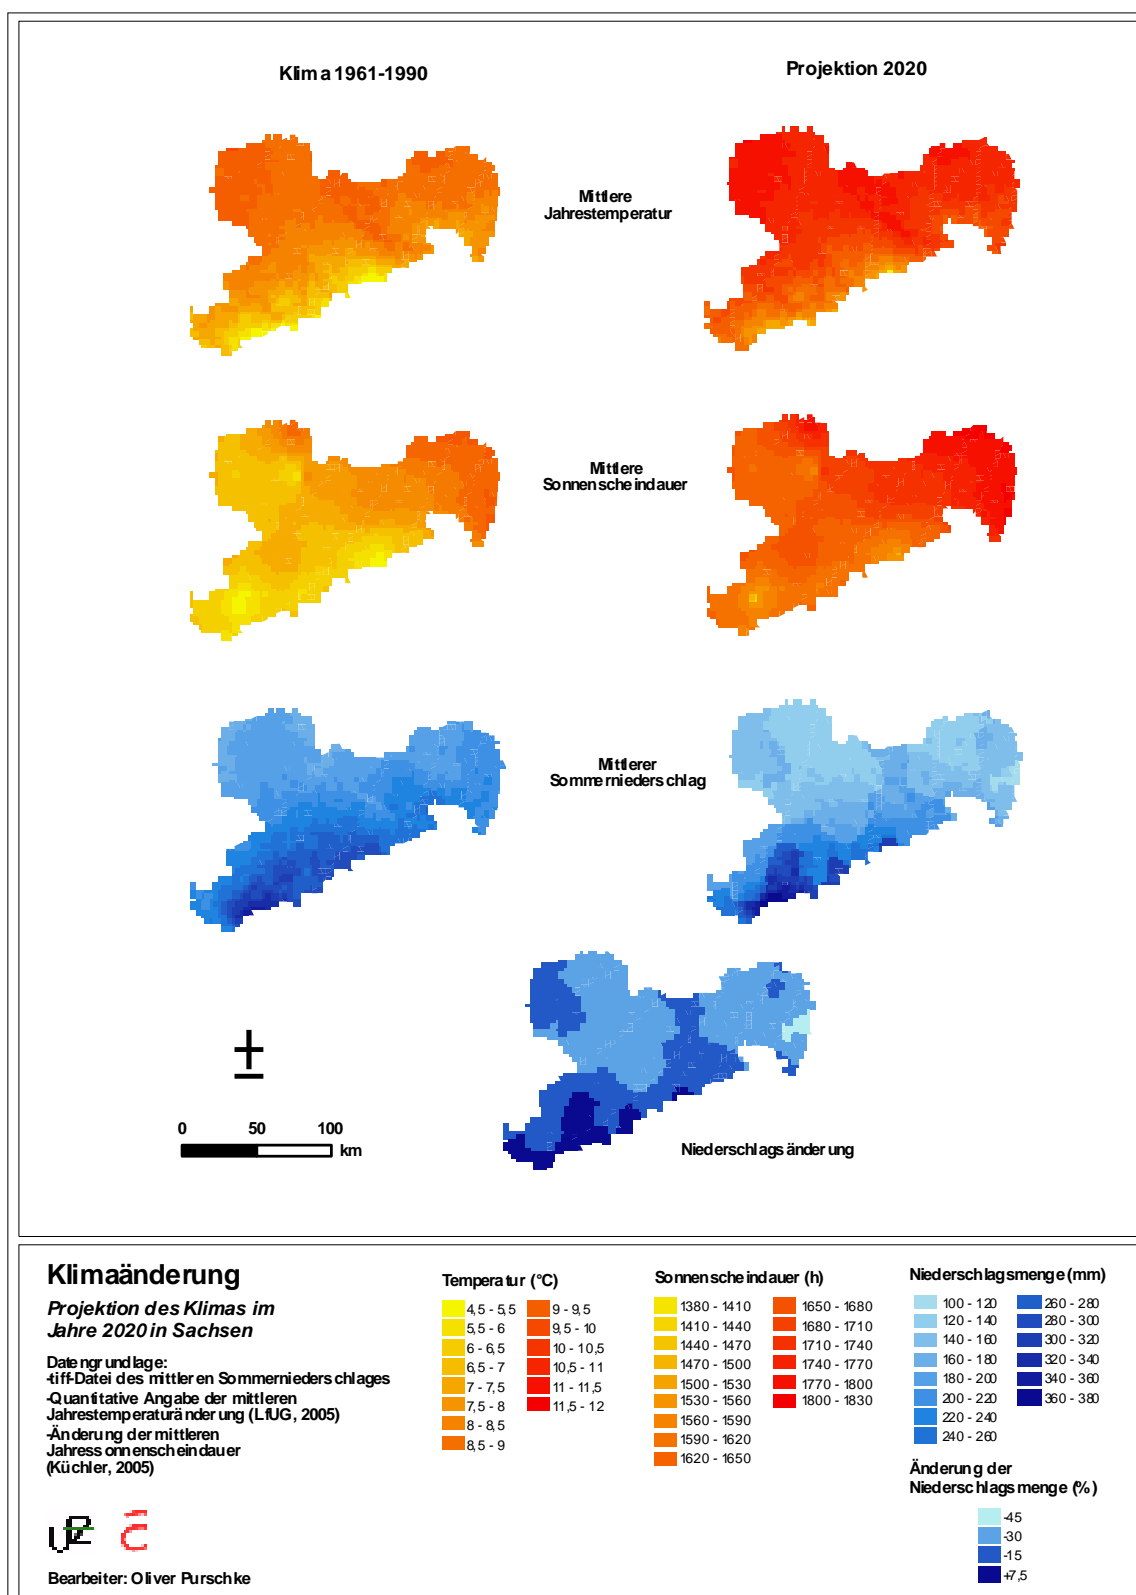 Klima 1961-1990
Projektion 2020
Mittlere
Jahrestemperatur
Mittlere
Sonnenscheindauer
Mittlerer
Sommerniederschlag
0 50 100
km
Niederschlagsänderung
Klimaänderung
Projektion des Klimas im
Jahre 2020 in Sachsen
Datengrundlage:
-tiff-Datei des mittleren Sommerniederschlages
-Quantitative Angabe der mittleren
Jahrestemperaturänderung (LfUG, 2005)
-Änderung der mittleren
Jahressonnenscheindauer
(Küchler, 2005)
Bearbeiter: Oliver Purschke
Temperatur (°C)
4,5 - 5,5
5,5 - 6
6 - 6,5
6,5 - 7
7 - 7,5
7,5 - 8
8 - 8,5
8,5 - 9
9 - 9,5
9,5 - 10
10 - 10,5
10,5 - 11
11 - 11,5
11,5 - 12
Sonnenscheindauer (h)
1380 - 1410
1410 - 1440
1440 - 1470
1470 - 1500
1500 - 1530
1530 - 1560
1560 - 1590
1590 - 1620
1620 - 1650
1650 - 1680
1680 - 1710
1710 - 1740
1740 - 1770
1770 - 1800
1800 - 1830
Niederschlagsmenge (mm)
100 - 120
120 - 140
140 - 160
160 - 180
180 - 200
200 - 220
220 - 240
240 - 260
260 - 280
280 - 300
300 - 320
320 - 340
340 - 360
360 - 380
Änderung der
Niederschlagsmenge (%)
-45
-30
-15
+7,5